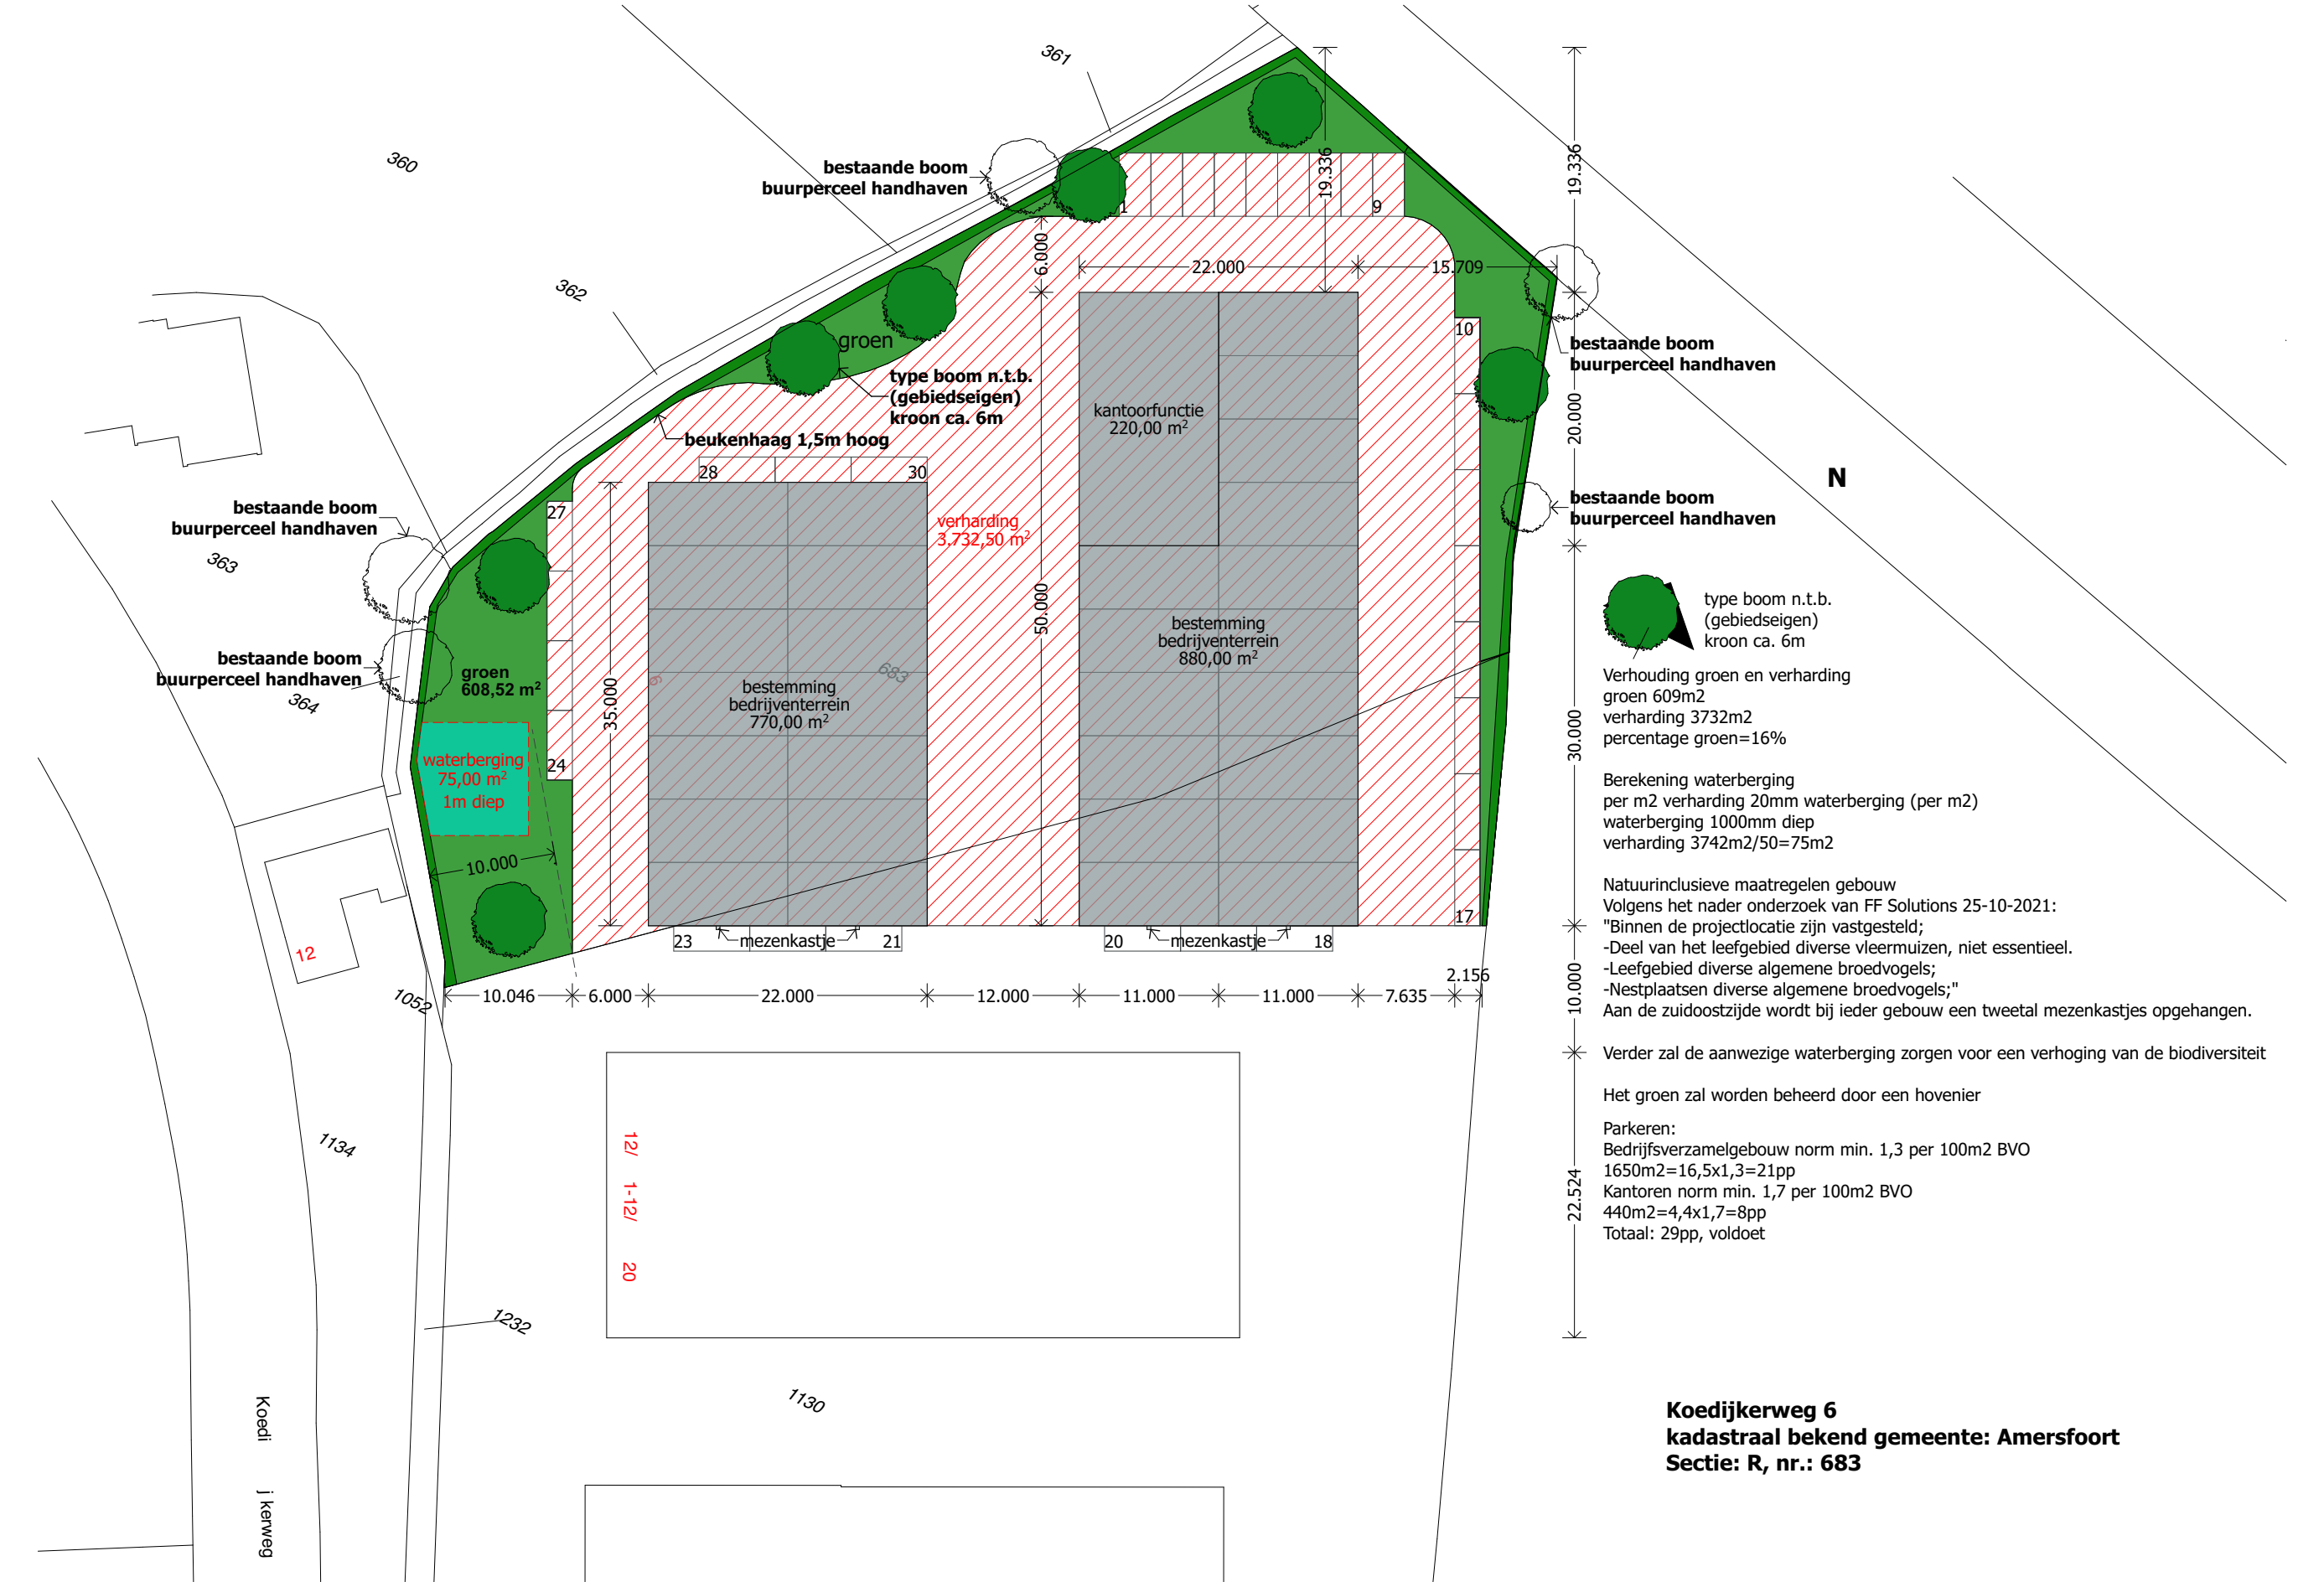 361
360
362
363
364
bestaande boom
buurperceel handhaven
19.336
19.336
1
9
6.000
22.000
15.709
groen
type boom n.t.b.
(gebiedseigen)
kroon ca. 6m
beukenhaag 1,5m hoog
10
bestaande boom
buurperceel handhaven
20.000
kantoorfunctie
220,00 m²
28
30
N
bestaande boom
buurperceel handhaven
bestaande boom
buurperceel handhaven
27
verharding
3.732,50 m²
50.000
bestaande boom
buurperceel handhaven
groen
608,52 m²
35.000
6
683
bestemming
bedrijventerrein
770,00 m²
bestemming
bedrijventerrein
880,00 m²
30.000
waterberging
75,00 m²
1m diep
24
10.000
17
23
mezenkastje
21
20
mezenkastje
18
12
1052
10.046
6.000
22.000
12.000
11.000
11.000
7.635
2.156
10.000
22.524
1134
1232
1130
12/
1-12/
20
Koedi
j kerweg
type boom n.t.b.
(gebiedseigen)
kroon ca. 6m
Verhouding groen en verharding
groen 609m2
verharding 3732m2
percentage groen=16%
Berekening waterberging
per m2 verharding 20mm waterberging (per m2)
waterberging 1000mm diep
verharding 3742m2/50=75m2
Natuurinclusieve maatregelen gebouw
Volgens het nader onderzoek van FF Solutions 25-10-2021:
"Binnen de projectlocatie zijn vastgesteld;
-Deel van het leefgebied diverse vleermuizen, niet essentieel.
-Leefgebied diverse algemene broedvogels;
-Nestplaatsen diverse algemene broedvogels;"
Aan de zuidoostzijde wordt bij ieder gebouw een tweetal mezenkastjes opgehangen.
Verder zal de aanwezige waterberging zorgen voor een verhoging van de biodiversiteit
Het groen zal worden beheerd door een hovenier
Parkeren:
Bedrijfsverzamelgebouw norm min. 1,3 per 100m2 BVO
1650m2=16,5x1,3=21pp
Kantoren norm min. 1,7 per 100m2 BVO
440m2=4,4x1,7=8pp
Totaal: 29pp, voldoet
Koedijkerweg 6
kadastraal bekend gemeente: Amersfoort
Sectie: R, nr.: 683